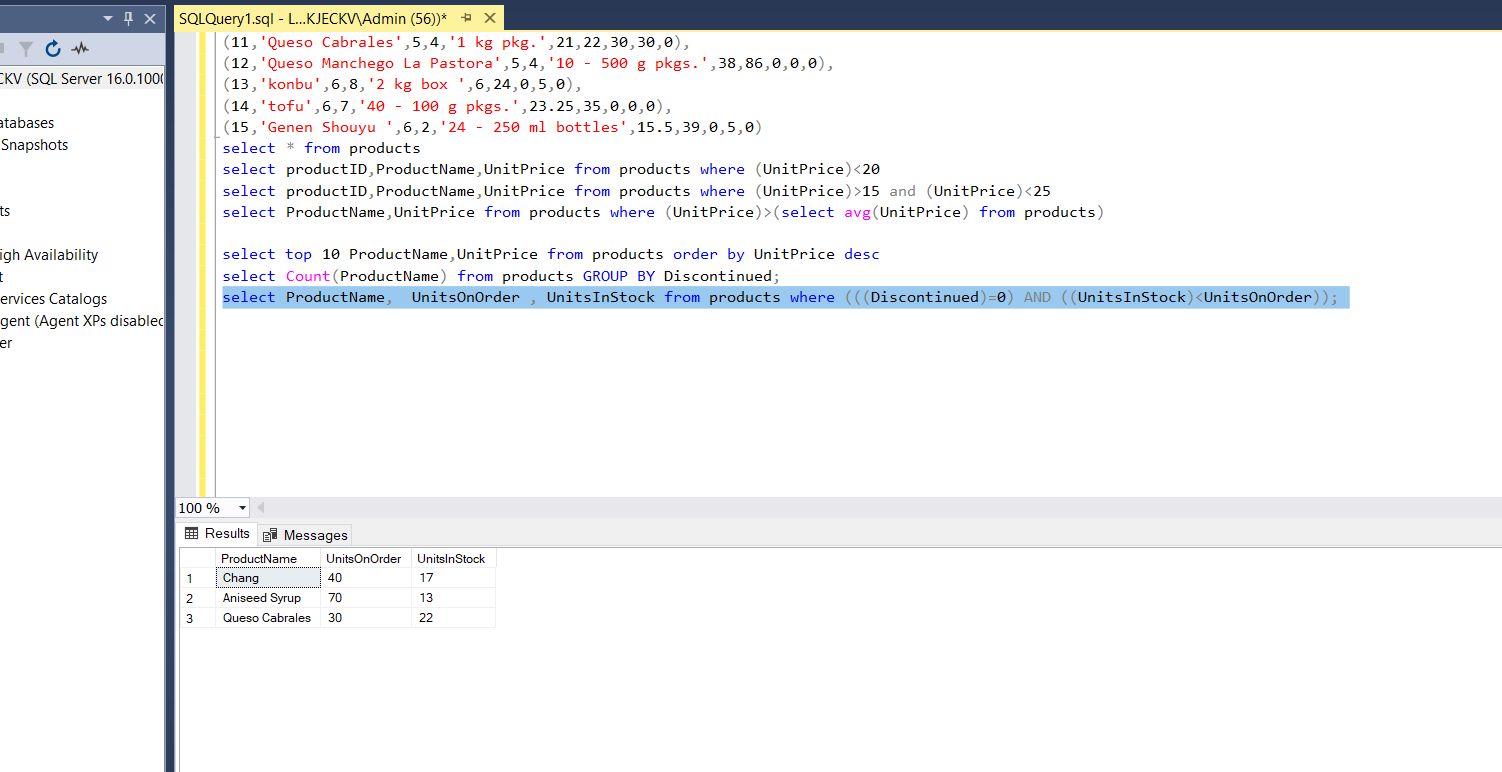 SQLQuery1.sql - L...KJECKV\Admin (56))*
CKV (SQL Server 16.0.1000
atabases
Snapshots
ts
igh Availability
t
ervices Catalogs
gent (Agent XPs disabled
er
(11,'Queso Cabrales',5,4,'1 kg pkg.',21,22,30,30,0),
(12,'Queso Manchego La Pastora',5,4,'10 - 500 g pkgs.',38,86,0,0,0),
(13,'konbu',6,8,'2 kg box ',6,24,0,5,0),
(14,'tofu',6,7,'40 - 100 g pkgs.',23.25,35,0,0,0),
(15,'Genen Shouyu ',6,2,'24 - 250 ml bottles',15.5,39,0,5,0)
select * from products
select productID,ProductName,UnitPrice from products where (UnitPrice)<20
select productID,ProductName,UnitPrice from products where (UnitPrice)>15 and (UnitPrice)<25
select ProductName,UnitPrice from products where (UnitPrice)>(select avg(UnitPrice) from products)
select top 10 ProductName,UnitPrice from products order by UnitPrice desc
select Count(ProductName) from products GROUP BY Discontinued;
select ProductName,  UnitsOnOrder , UnitsInStock from products where (((Discontinued)=0) AND ((UnitsInStock)<UnitsOnOrder));
100 %
Results Messages
ProductName UnitsOnOrder UnitsInStock
1 Chang 40 17
2 Aniseed Syrup 70 13
3 Queso Cabrales 30 22